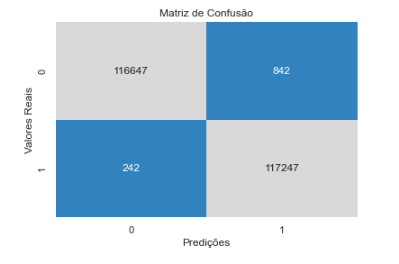 Matriz de Confusão
Valores Reais
0
116647
842
1
242
117247
0
1
Predições